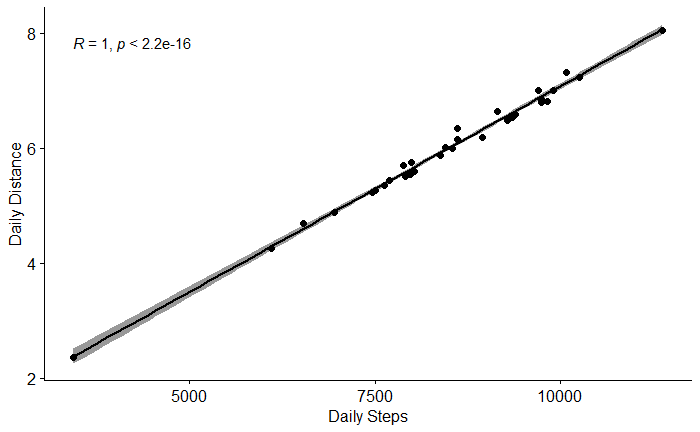 R = 1, p < 2.2e-16
8
6
4
2
Daily Distance
5000 7500 10000
Daily Steps